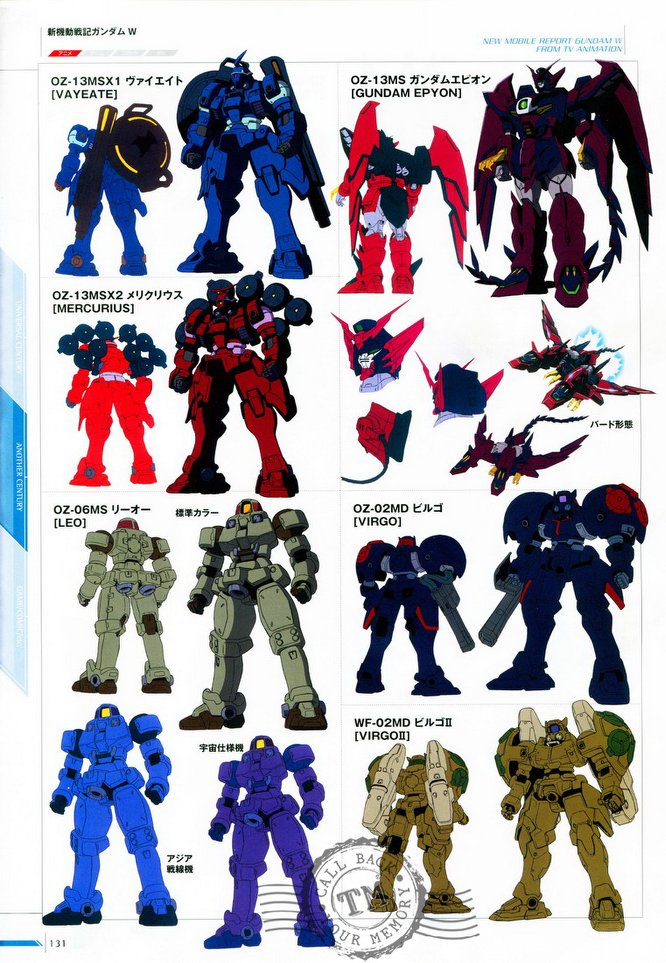 新機動戦記ガンダム W
アニメ
NEW MOBILE REPORT GUNDAM W
FROM TV ANIMATION
OZ-13MSX1 ヴァイエイト
[VAYEATE]
OZ-13MS ガンダムエピオン
[GUNDAM EPYON]
OZ-13MSX2 メリクリウス
[MERCURIUS]
バード形態
OZ-06MS リーオー
[LEO]
標準カラー
OZ-02MD ビルゴ
[VIRGO]
宇宙仕様機
アジア
戦線機
WF-02MD ビルゴII
[VIRGOII]
UNIVERSAL CENTURY
ANOTHER CENTURY
CALL BACK
TM
YOUR MEMORY
131